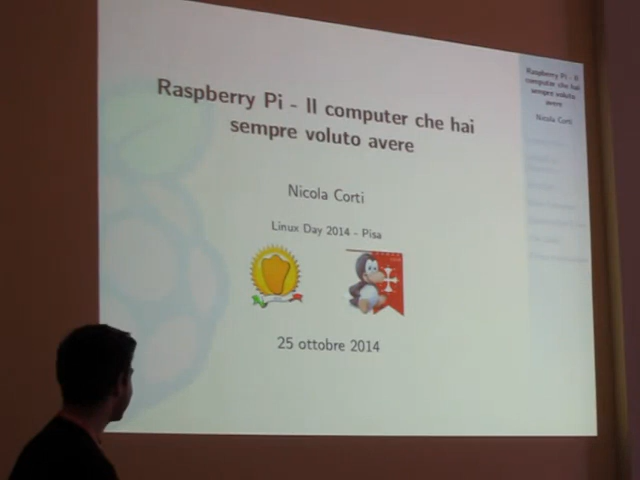 Raspberry Pi - Il computer che hai
sempre voluto avere
Nicola Corti
Linux Day 2014 - Pisa
25 ottobre 2014
Raspberry Pi - Il
computer che hai
sempre voluto
avere
Nicola Corti